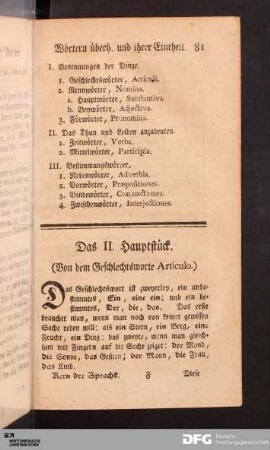 Wörtern überh. und ihrer Eintheil. 81
I. Benennungen der Dinge.
1. Geschlechtswörter, Articuli.
2. Nennwörter, Nomina.
a. Hauptwörter, Substantiva.
b. Beywörter, Adjectiva.
3. Fürwörter, Pronomina.
II. Das Thun und Leiden anzudeuten.
1. Zeitwörter, Verba.
2. Mittelwörter, Participia.
III. Bestimmungswörter.
1. Nebenwörter, Adverbia.
2. Vorwörter, Præpositiones.
3. Bindewörter, Conjunctiones.
4. Zwischenwörter, Interjectiones.
Das II. Hauptstück.
(Von dem Geschlechtsworte Articulo.)
Das Geschlechtswort ist zweyerley, ein unbe-
stimmtes, Ein, eine, ein; und ein be-
stimmtes, Der, die, das. Das erste
brauchet man, wenn man noch von keiner gewissen
Sache reden will: als ein Stern, ein Berg, eine
Frucht, ein Ding: das zweyte, wenn man gleich-
sam mit Fingern auf die Sache zeiget: der Mond,
die Sonne, das Gestirn; der Mann, die Frau,
das Kind.
Kern der Sprachk. F Diese
DFG Deutsche
Forschungsgemeinschaft